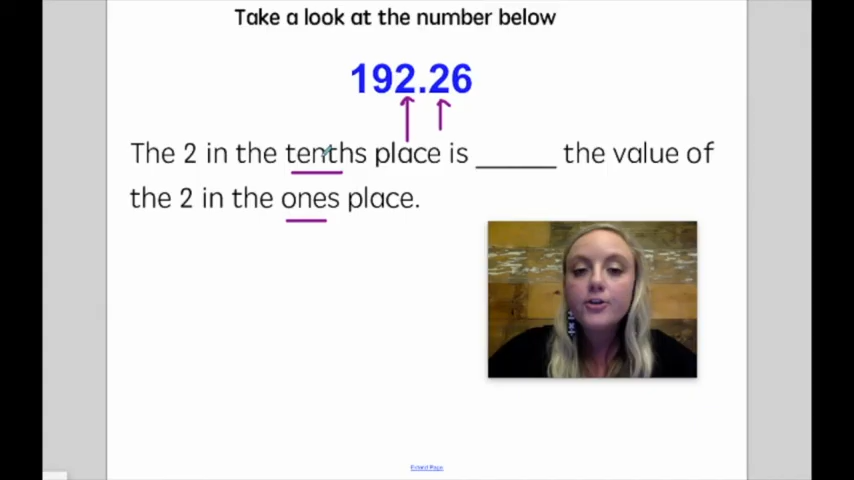 Take a look at the number below
192.26
The 2 in the tenths place is ______ the value of
the 2 in the ones place.